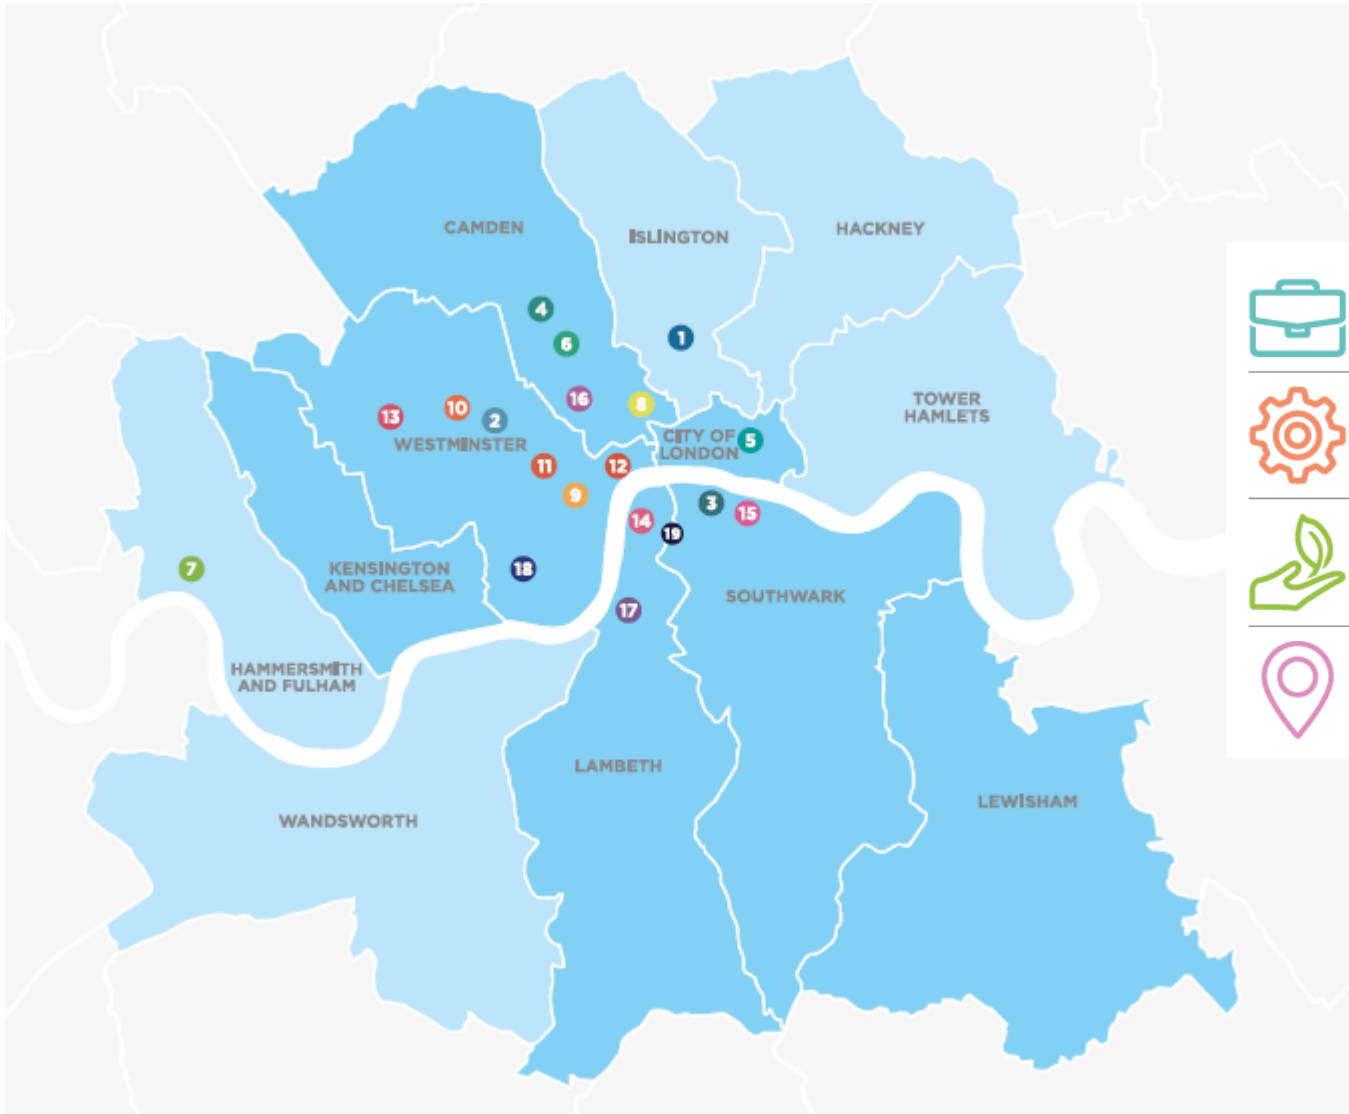 CAMDEN
ISLINGTON
HACKNEY
4
1
6
16
8
13
10
2
TOWER
HAMLETS
WESTMINSTER
CITY OF
LONDON
5
11
12
9
3
14
15
19
7
KENSINGTON
AND CHELSEA
18
SOUTHWARK
17
HAMMERSMITH
AND FULHAM
LAMBETH
LEWISHAM
WANDSWORTH